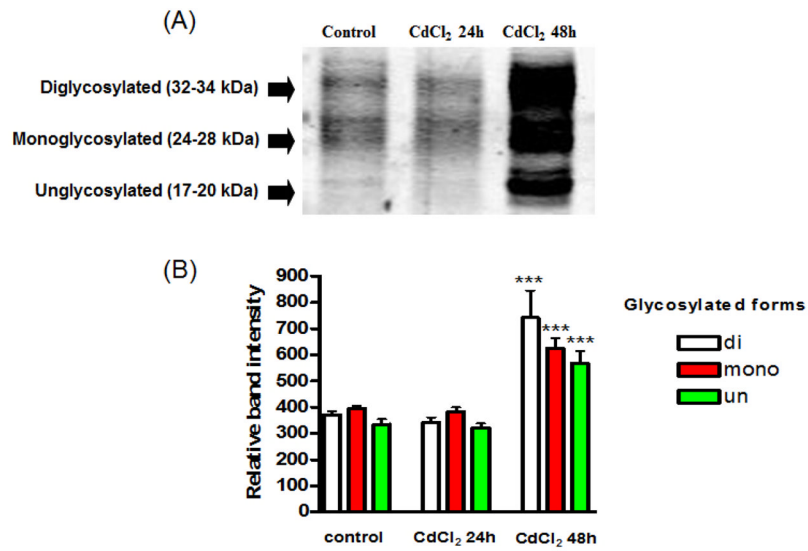 (A)
Control CdCl₂ 24h CdCl₂ 48h
Diglycosylated (32-34 kDa)
Monoglycosylated (24-28 kDa)
Unglycosylated (17-20 kDa)
(B)
Relative band intensity
900
800
700
600
500
400
300
200
100
0
***
***
***
control CdCl₂ 24h CdCl₂ 48h
Glycosylated forms
di
mono
un